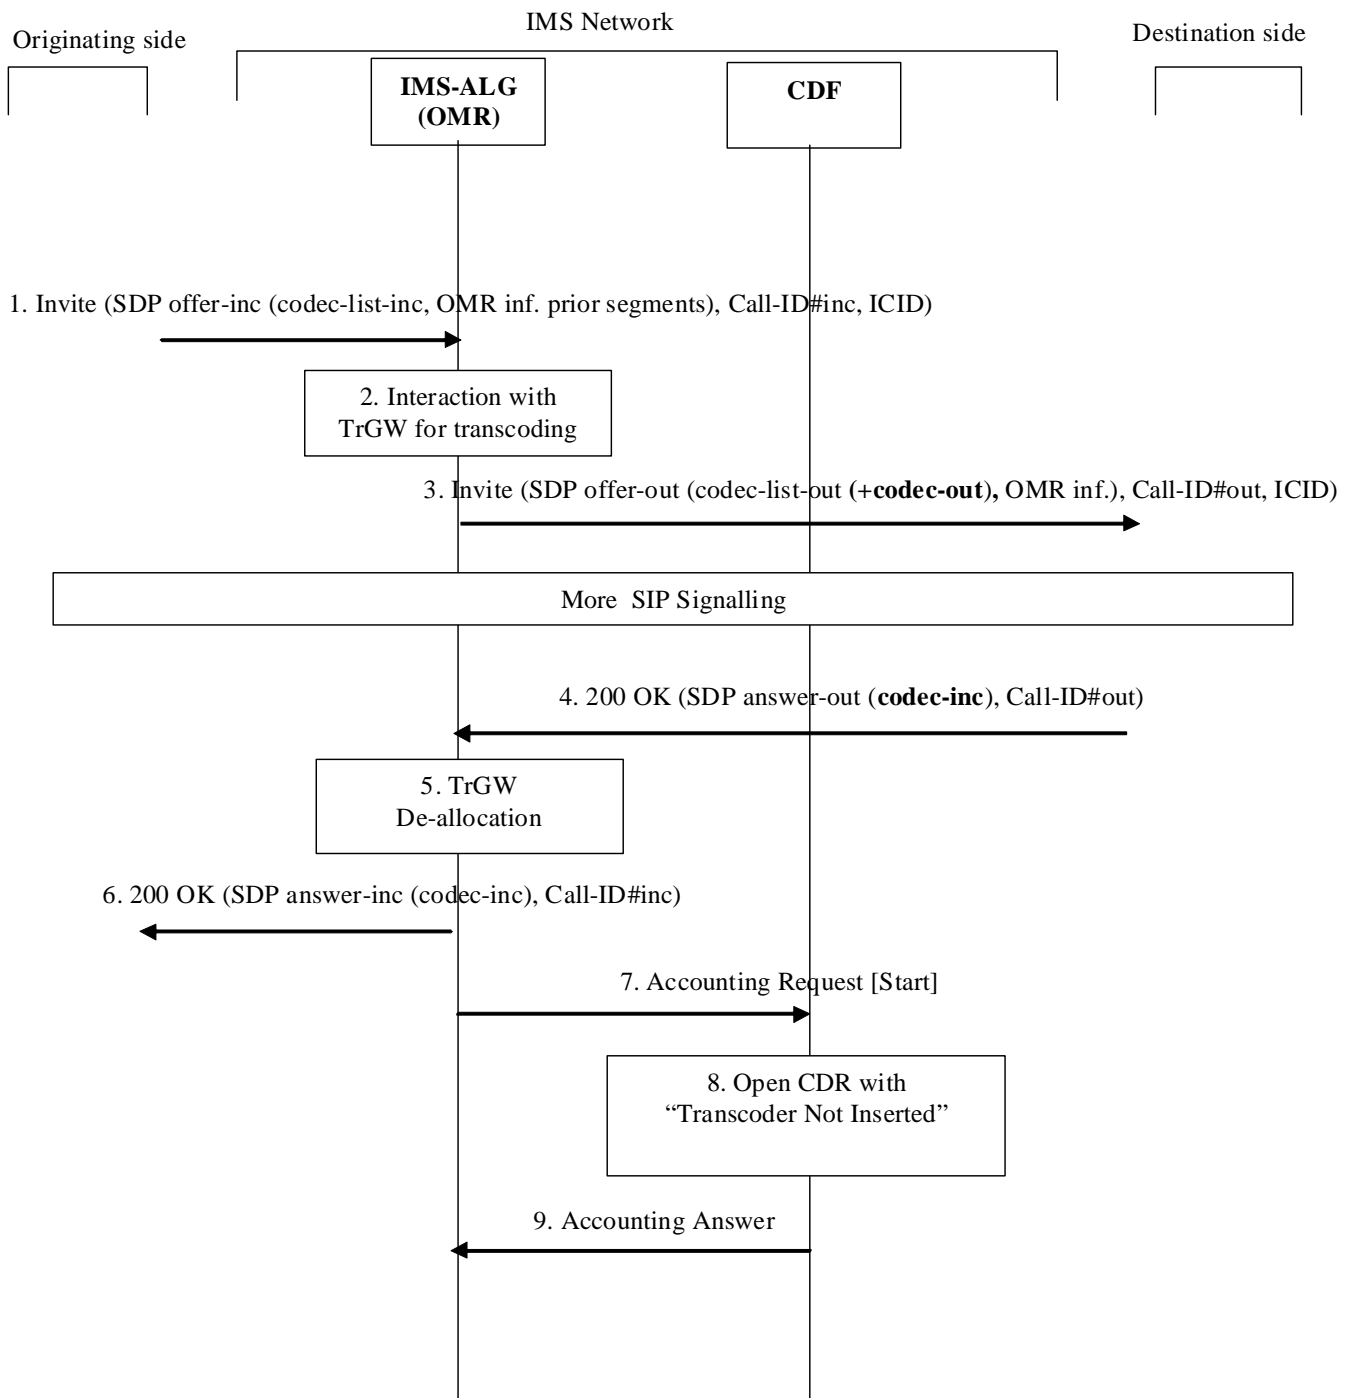 IMS Network
Originating side
Destination side
IMS-ALG
(OMR)
CDF
1. Invite (SDP offer-inc (codec-list-inc, OMR inf. prior segments), Call-ID#inc, ICID)
2. Interaction with
TrGW for transcoding
3. Invite (SDP offer-out (codec-list-out (+codec-out), OMR inf.), Call-ID#out, ICID)
More SIP Signalling
4. 200 OK (SDP answer-out (codec-inc), Call-ID#out)
5. TrGW
De-allocation
6. 200 OK (SDP answer-inc (codec-inc), Call-ID#inc)
7. Accounting Request [Start]
8. Open CDR with
“Transcoder Not Inserted”
9. Accounting Answer